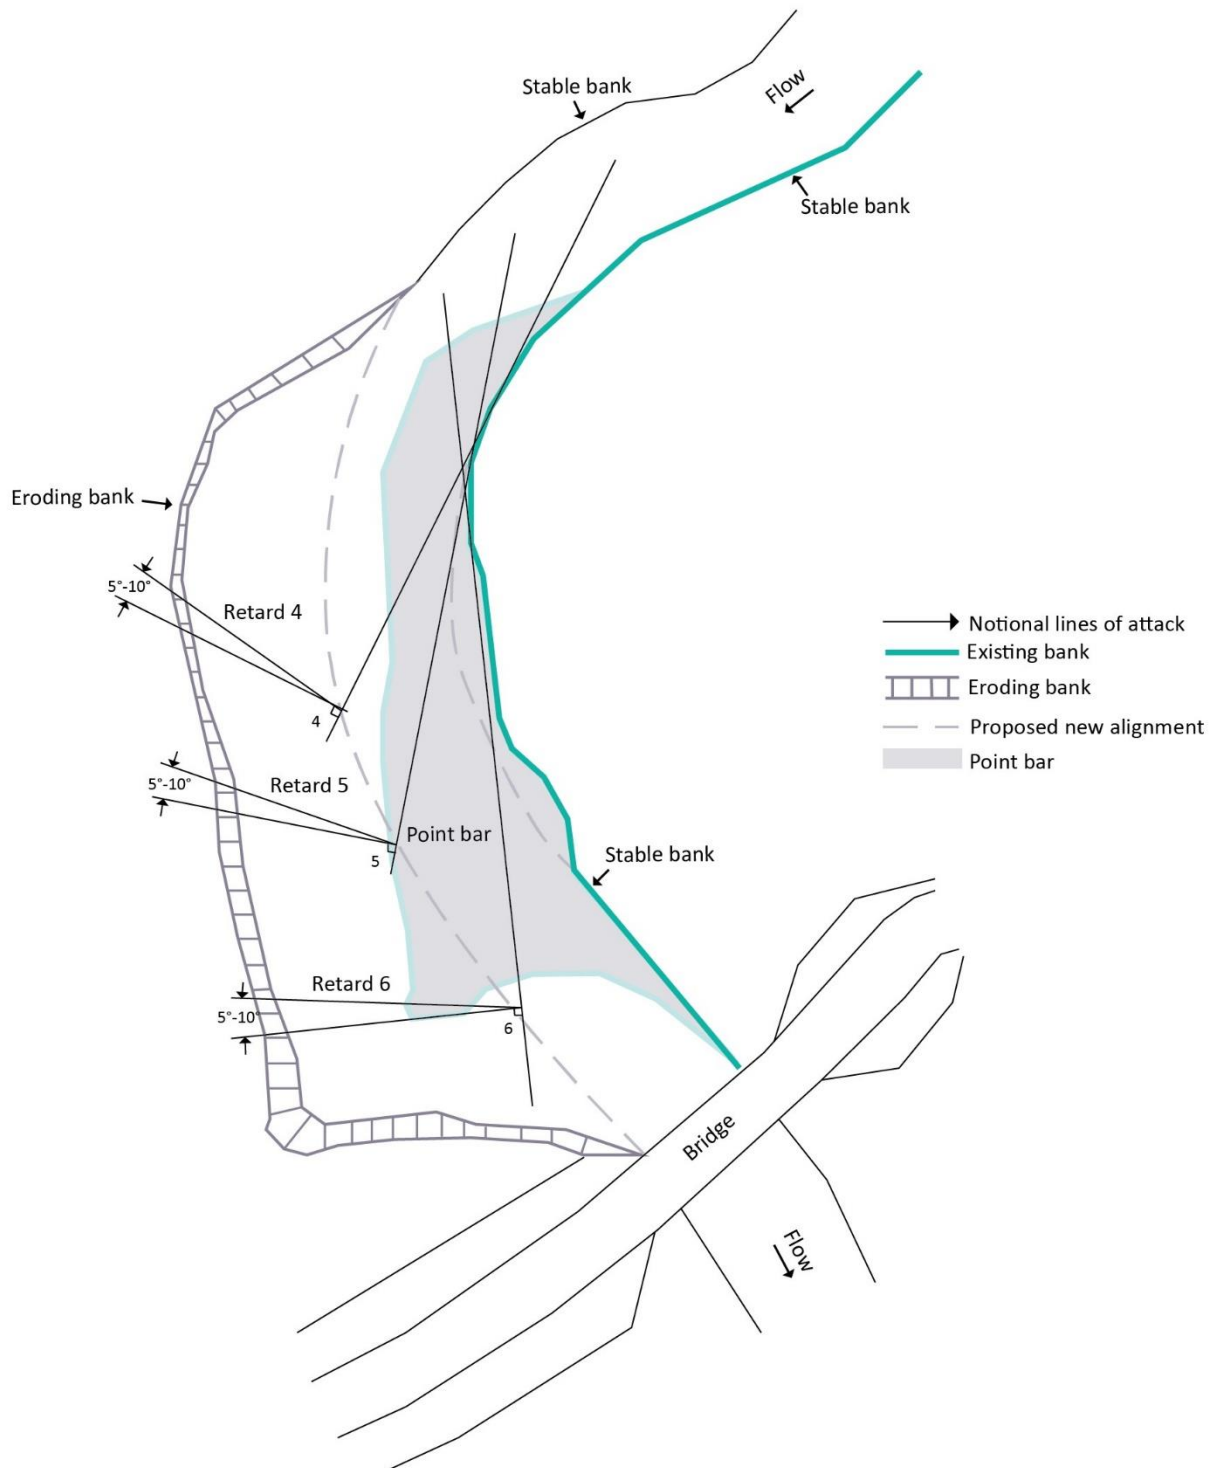 Stable bank
Flow
Stable bank
Eroding bank
5°-10°
Retard 4
4
Notional lines of attack
Existing bank
Eroding bank
Proposed new alignment
Point bar
5°-10°
Retard 5
Point bar
5
Stable bank
Retard 6
5°-10°
6
Bridge
Flow